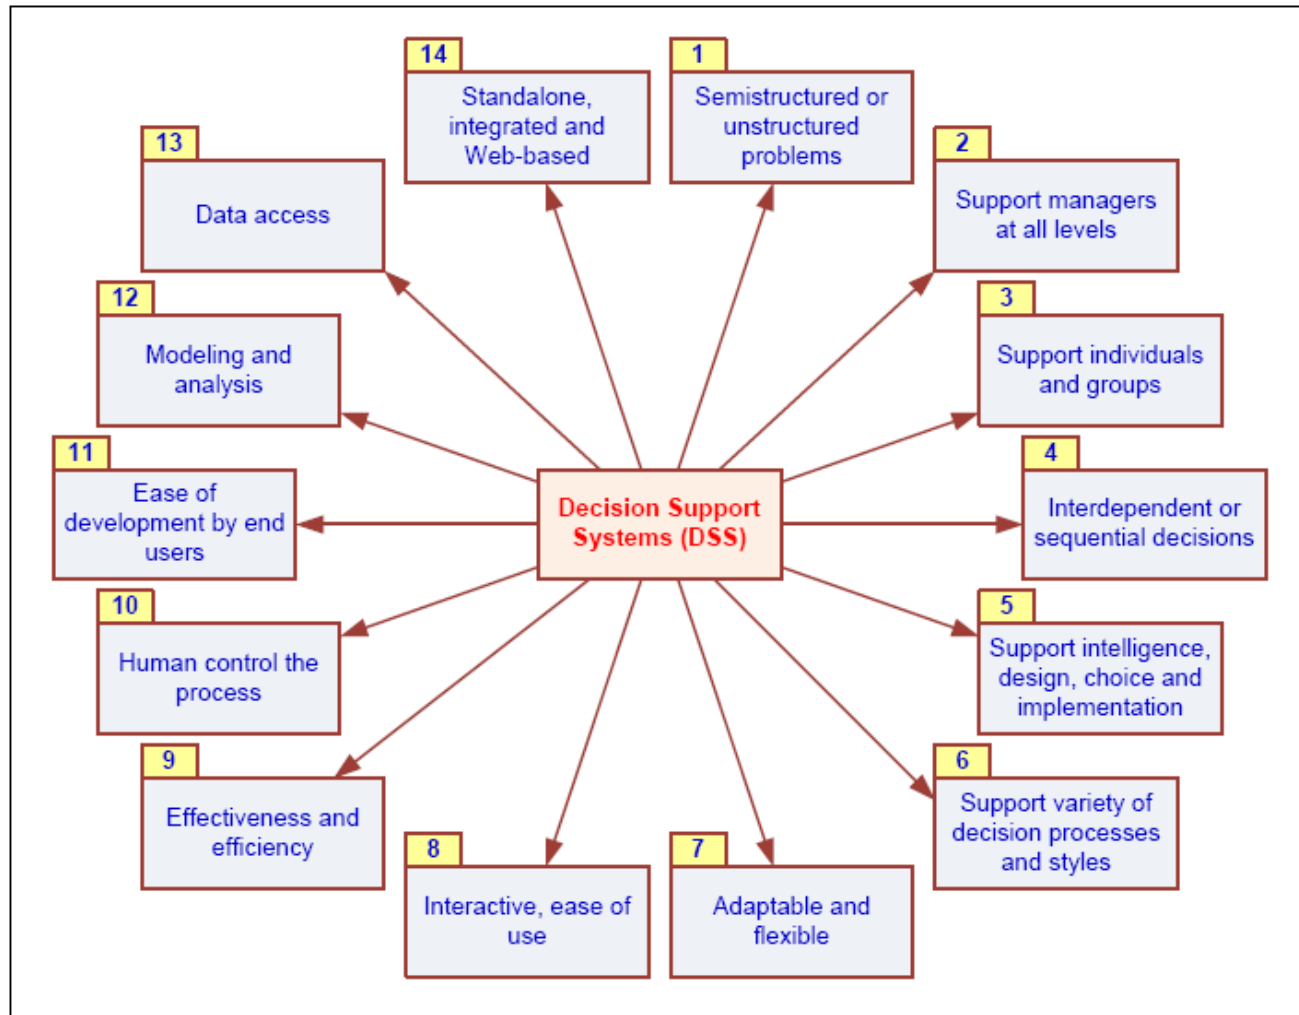 14
Standalone,
integrated and
Web-based
1
Semistructured or
unstructured
problems
13
Data access
2
Support managers
at all levels
12
Modeling and
analysis
3
Support individuals
and groups
11
Ease of
development by end
users
Decision Support
Systems (DSS)
4
Interdependent or
sequential decisions
10
Human control the
process
5
Support intelligence,
design, choice and
implementation
9
Effectiveness and
efficiency
6
Support variety of
decision processes
and styles
8
Interactive, ease of
use
7
Adaptable and
flexible